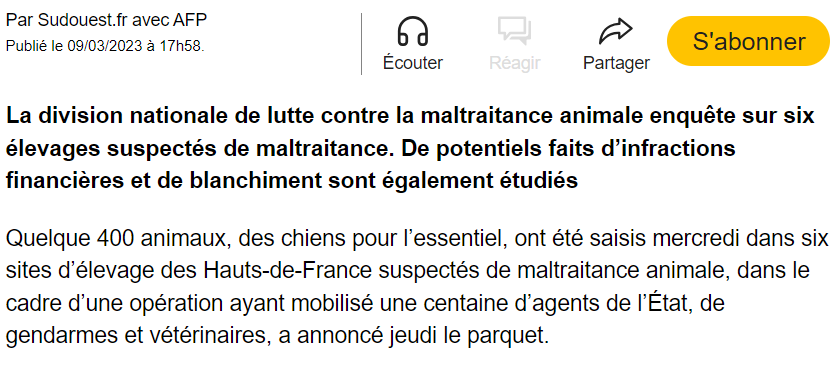 Par Sudouest.fr avec AFP
Publié le 09/03/2023 à 17h58.
Écouter
Réagir
Partager
S'abonner
La division nationale de lutte contre la maltraitance animale enquête sur six
élevages suspectés de maltraitance. De potentiels faits d’infractions
financières et de blanchiment sont également étudiés
Quelque 400 animaux, des chiens pour l’essentiel, ont été saisis mercredi dans six
sites d’élevage des Hauts-de-France suspectés de maltraitance animale, dans le
cadre d’une opération ayant mobilisé une centaine d’agents de l’État, de
gendarmes et vétérinaires, a annoncé jeudi le parquet.